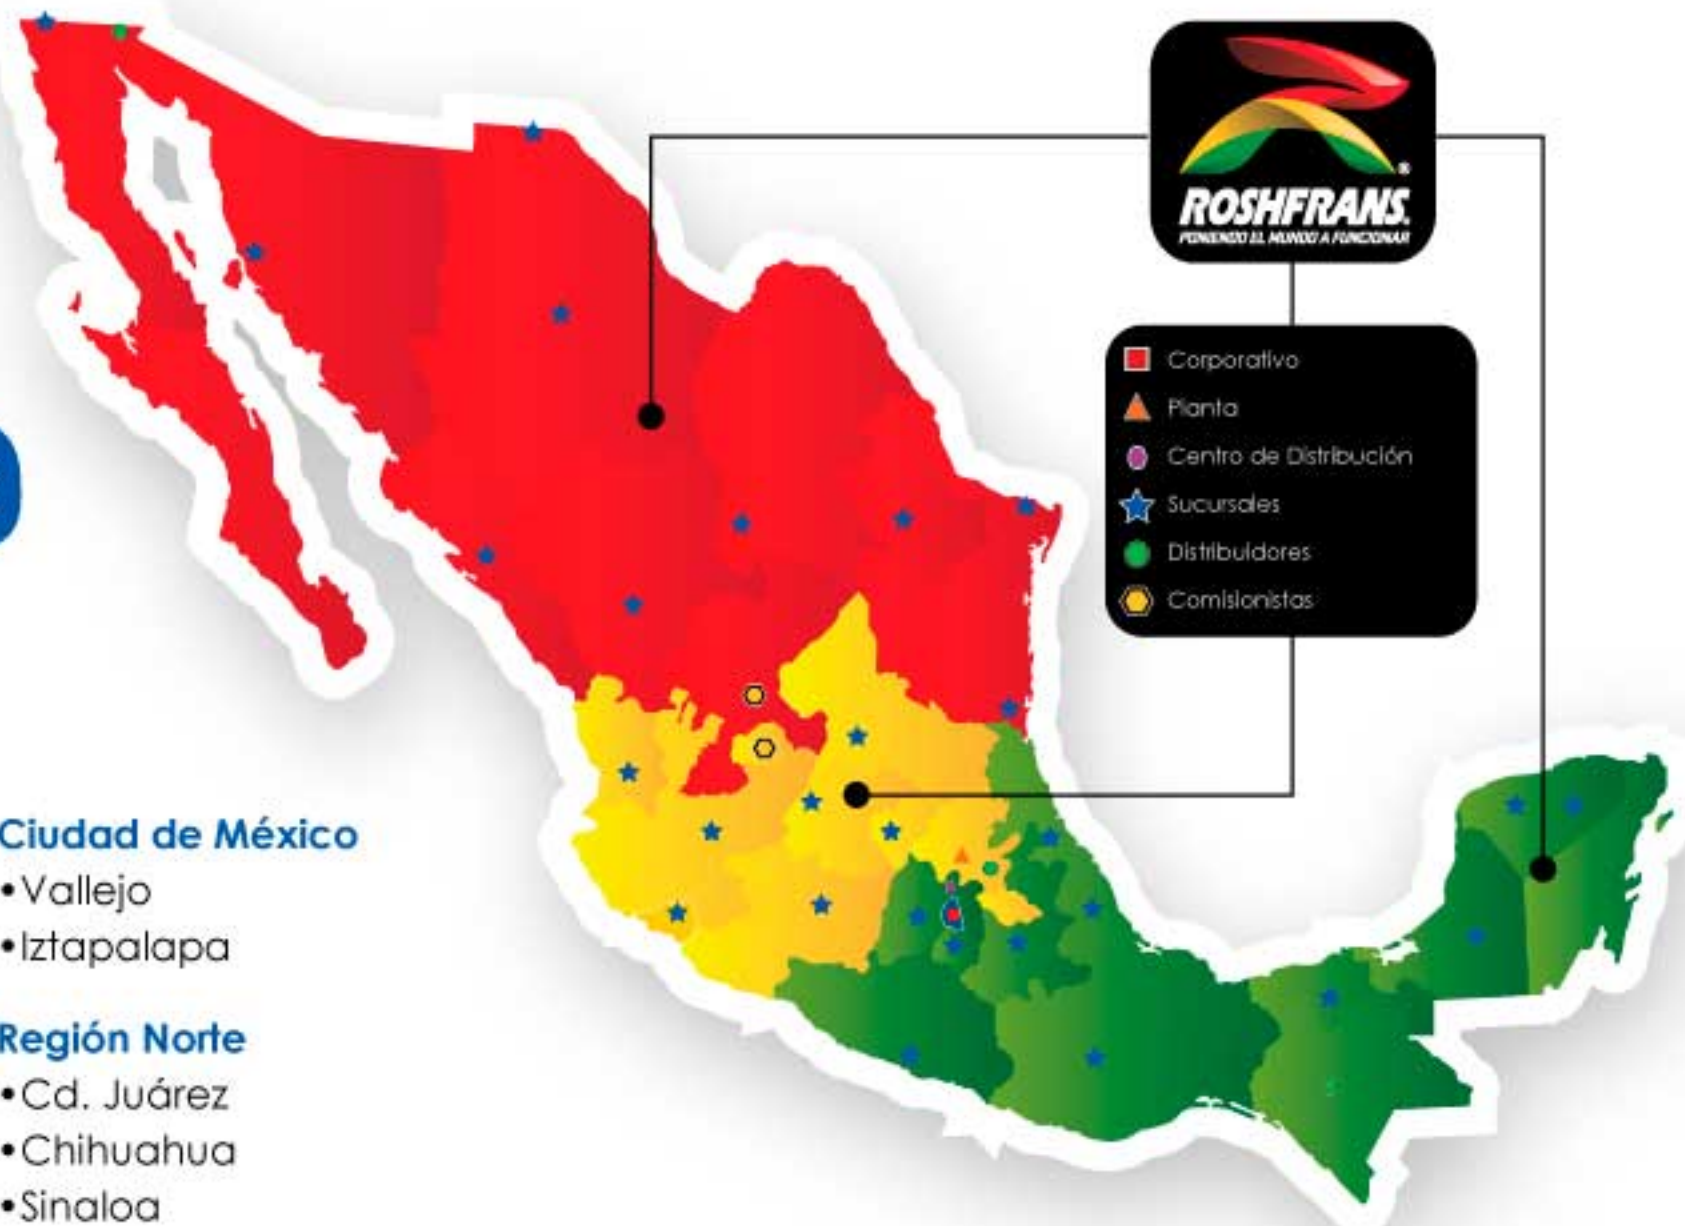 ROSHFRANS.
PONIENDO EL MUNDO A FUNCIONAR
Corporativo
Planta
Centro de Distribución
Sucursales
Distribuidores
Comisionistas
Ciudad de México
•Vallejo
•Iztapalapa
Región Norte
•Cd. Juárez
•Chihuahua
•Sinaloa